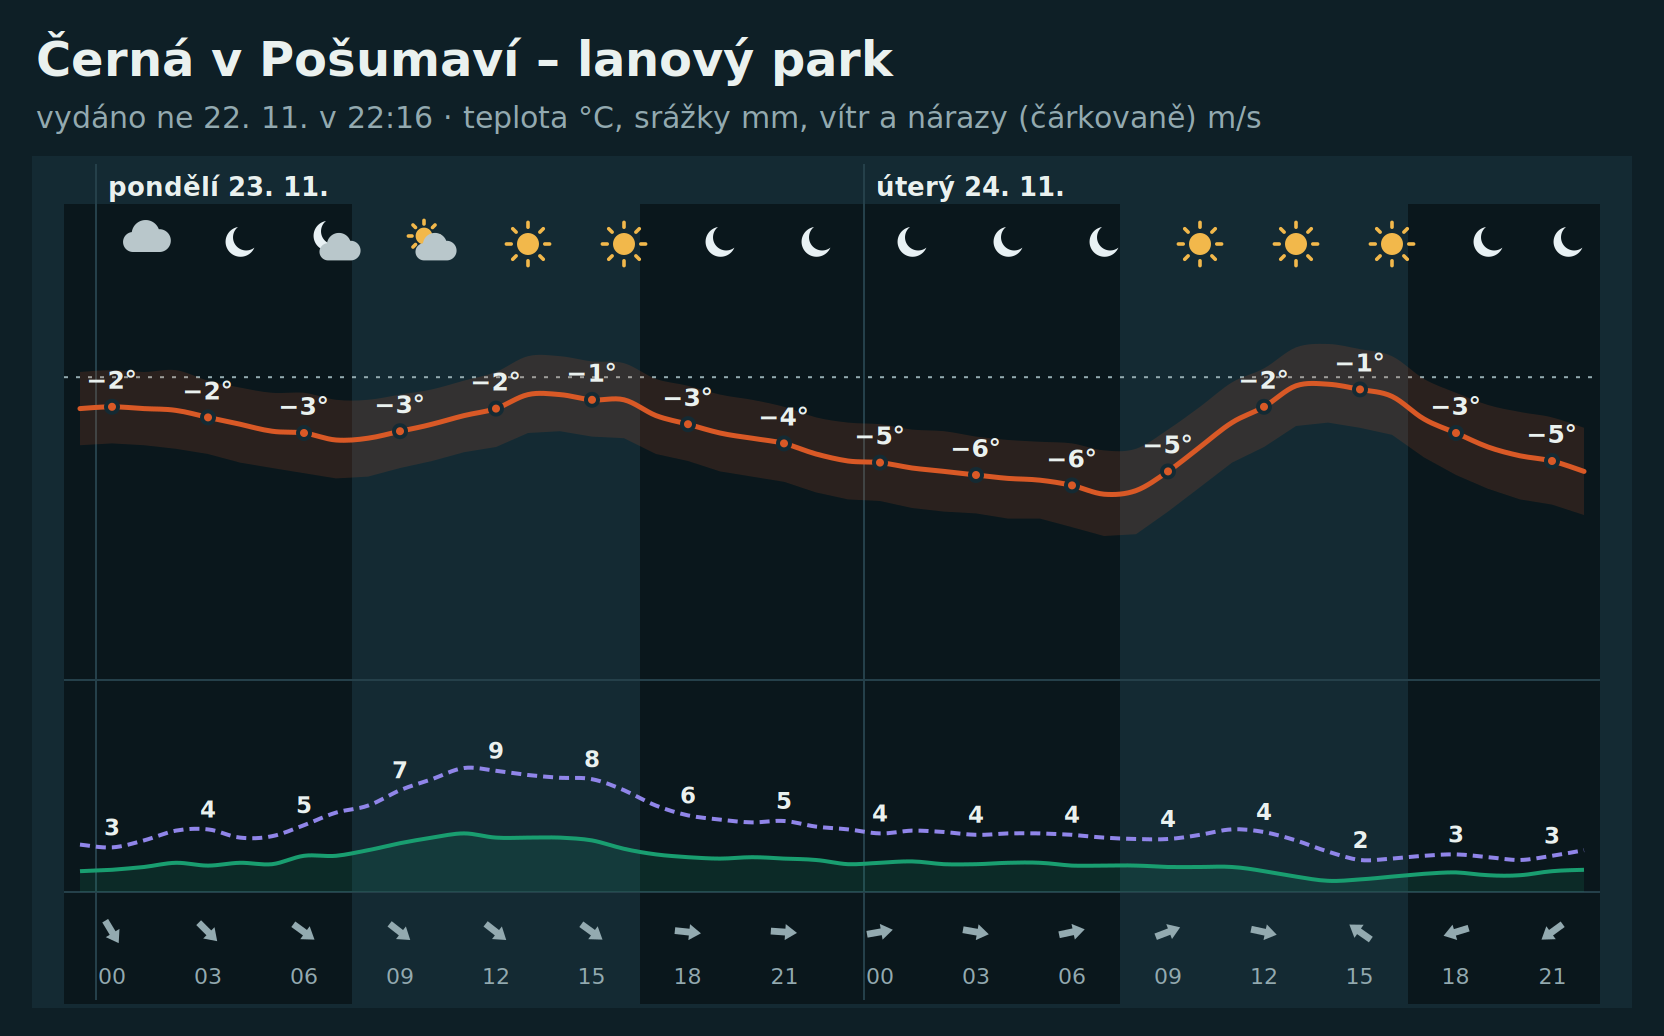 Černá v Pošumaví – lanový park
vydáno ne 22. 11. v 22:16 · teplota °C, srážky mm, vítr a nárazy (čárkovaně) m/s
pondělí 23. 11. úterý 24. 11.
−2° −2° −3° −3° −2° −1° −3° −4° −5° −6° −6° −5° −2° −1° −3° −5°
3 4 5 7 9 8 6 5 4 4 4 4 4 2 3 3
00 03 06 09 12 15 18 21 00 03 06 09 12 15 18 21